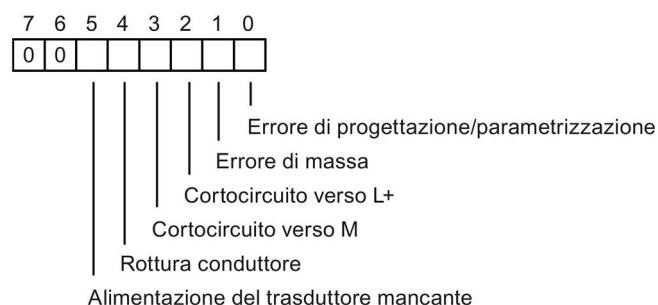 7 6 5 4 3 2 1 0
0 0
Errore di progettazione/parametrizzazione
Errore di massa
Cortocircuito verso L+
Cortocircuito verso M
Rottura conduttore
Alimentazione del trasduttore mancante